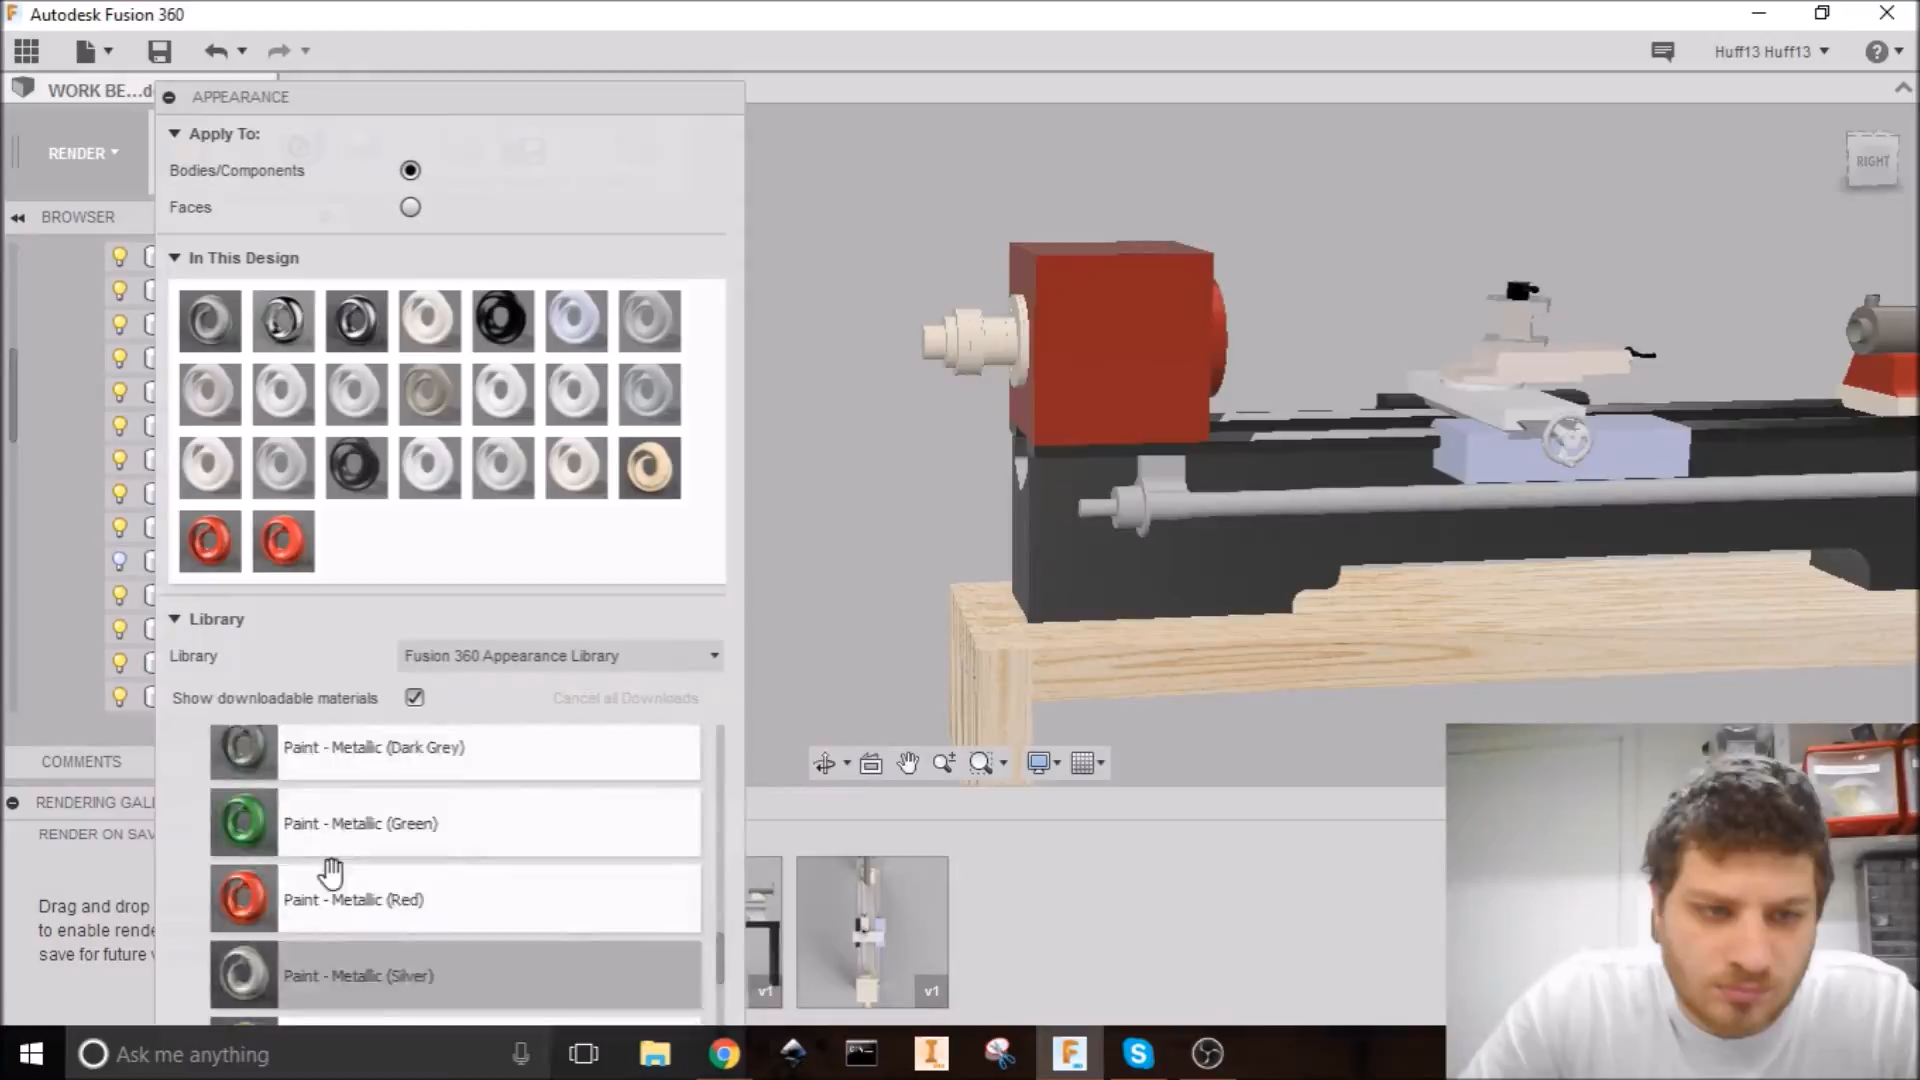 Autodesk Fusion 360
Huff13 Huff13
WORK BE...d
APPEARANCE
RENDER
Apply To:
Bodies/Components
Faces
RIGHT
BROWSER
In This Design
Library
Library
Fusion 360 Appearance Library
Show downloadable materials
Cancel all Downloads
Paint - Metallic (Dark Grey)
Paint - Metallic (Green)
Paint - Metallic (Red)
Paint - Metallic (Silver)
COMMENTS
RENDERING GAL
RENDER ON SAV
Drag and drop
to enable rende
save for future v
v1
v1
Ask me anything